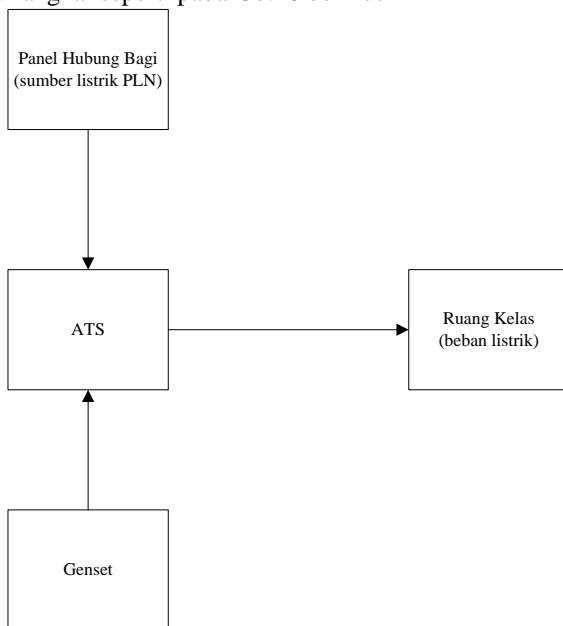 Panel Hubung Bagi
(sumber listrik PLN)
ATS
Ruang Kelas
(beban listrik)
Genset